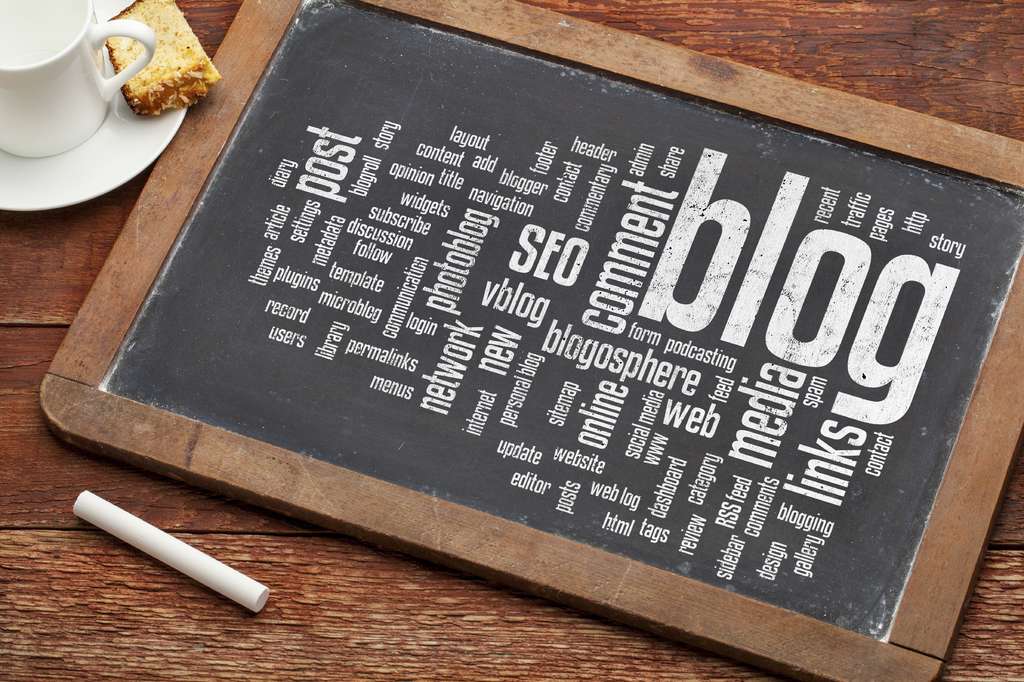 post
diary
blogroll
story
layout
content
add
opinion
title
blogger
footer
contact
header
commentary
admin
share
navigation
widgets
subscribe
discussion
follow
metadata
settings
article
themes
plugins
template
microblog
record
users
library
permalinks
menus
communication
login
photoblog
SEO
vblog
comment
blog
recent
traffic
pages
http
story
form
podcasting
blogosphere
network
new
internet
personal blog
sitemap
online
social media
www
web
feed
media
spam
links
contact
update
website
editor
posts
web log
html
tags
dashboard
category
review
RSS feed
comments
sidebar
design
blogging
gallery